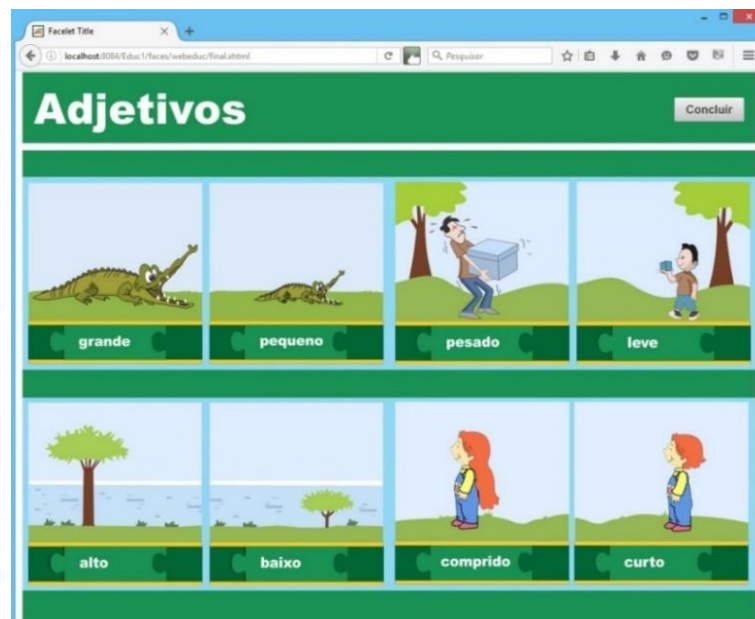 Facelet Title
localhost:8084/Educ1/faces/webeduc/final.xhtml
Pesquisar
Adjetivos
Concluir
grande pequeno pesado leve
alto baixo comprido curto